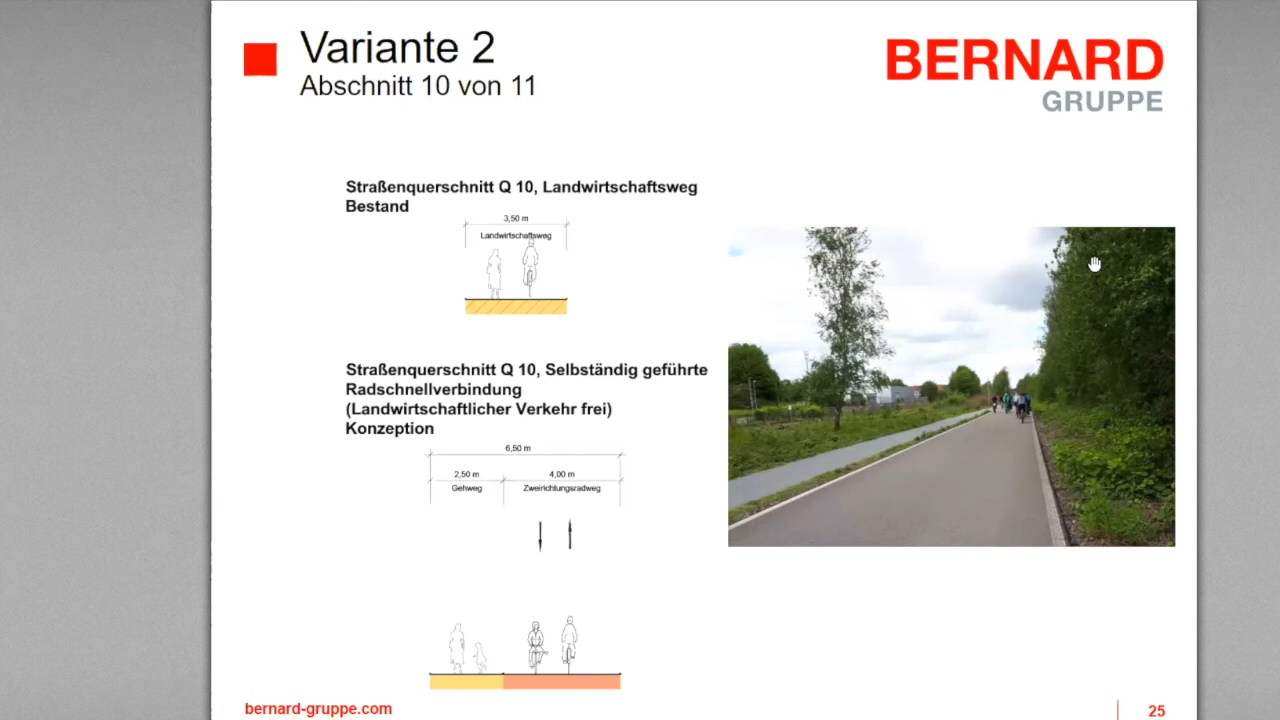 Variante 2
Abschnitt 10 von 11
BERNARD
GRUPPE
Straßenquerschnitt Q 10, Landwirtschaftsweg
Bestand
3,50 m
Landwirtschaftsweg
Straßenquerschnitt Q 10, Selbständig geführte
Radschnellverbindung
(Landwirtschaftlicher Verkehr frei)
Konzeption
6,50 m
2,50 m
4,00 m
Gehweg
Zweirichtungsradweg
bernard-gruppe.com
25